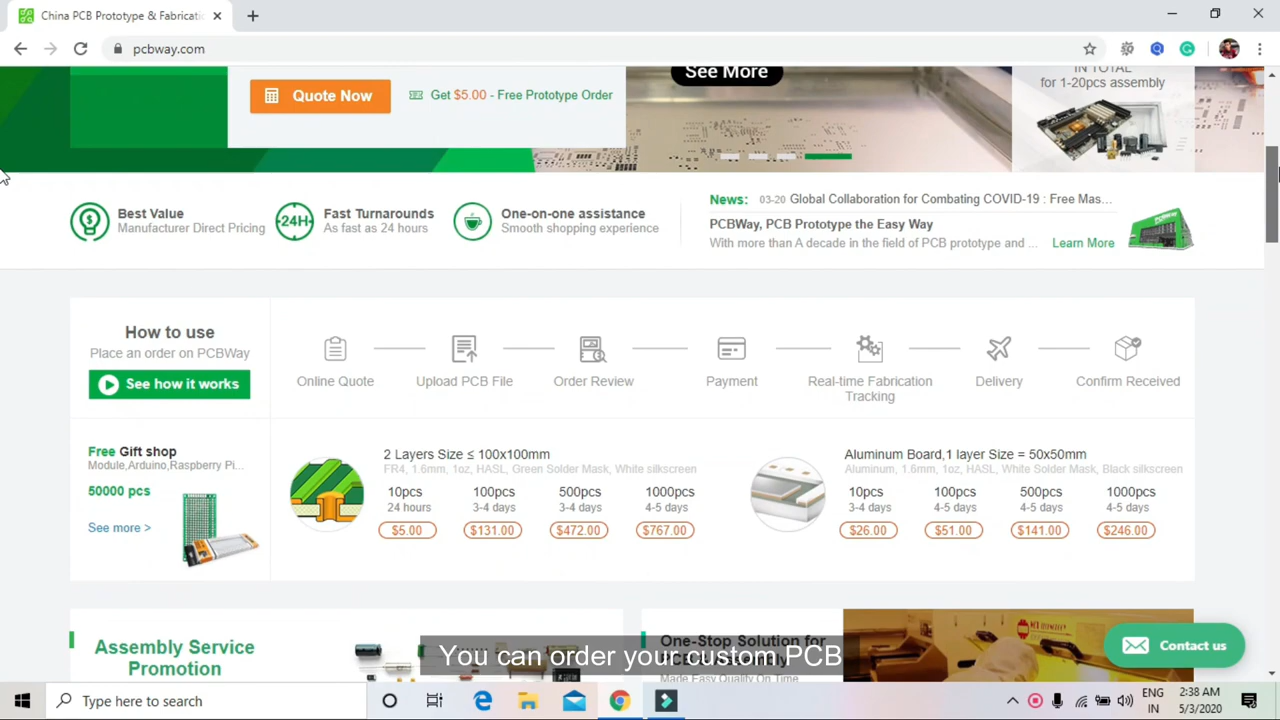 China PCB Prototype & Fabricati
pcbway.com
See More
IN TOTAL
for 1-20pcs assembly
Quote Now
Get $5.00 - Free Prototype Order
Best Value
Manufacturer Direct Pricing
24H
Fast Turnarounds
As fast as 24 hours
One-on-one assistance
Smooth shopping experience
News: 03-20 Global Collaboration for Combating COVID-19 : Free Mas...
PCBWay, PCB Prototype the Easy Way
With more than A decade in the field of PCB prototype and ... Learn More
How to use
Place an order on PCBWay
See how it works
Online Quote
Upload PCB File
Order Review
Payment
Real-time Fabrication
Tracking
Delivery
Confirm Received
Free Gift shop
Module,Arduino,Raspberry Pi...
50000 pcs
See more >
2 Layers Size ≤ 100x100mm
FR4, 1.6mm, 1oz, HASL, Green Solder Mask, White silkscreen
10pcs 100pcs 500pcs 1000pcs
24 hours 3-4 days 3-4 days 4-5 days
$5.00 $131.00 $472.00 $767.00
Aluminum Board,1 layer Size = 50x50mm
Aluminum, 1.6mm, 1oz, HASL, White Solder Mask, Black silkscreen
10pcs 100pcs 500pcs 1000pcs
3-4 days 4-5 days 4-5 days 4-5 days
$26.00 $51.00 $141.00 $246.00
Assembly Service
Promotion
One-Stop Solution for
Made Easy Quality On Time
You can order your custom PCB
Contact us
Type here to search
ENG
IN
2:38 AM
5/3/2020